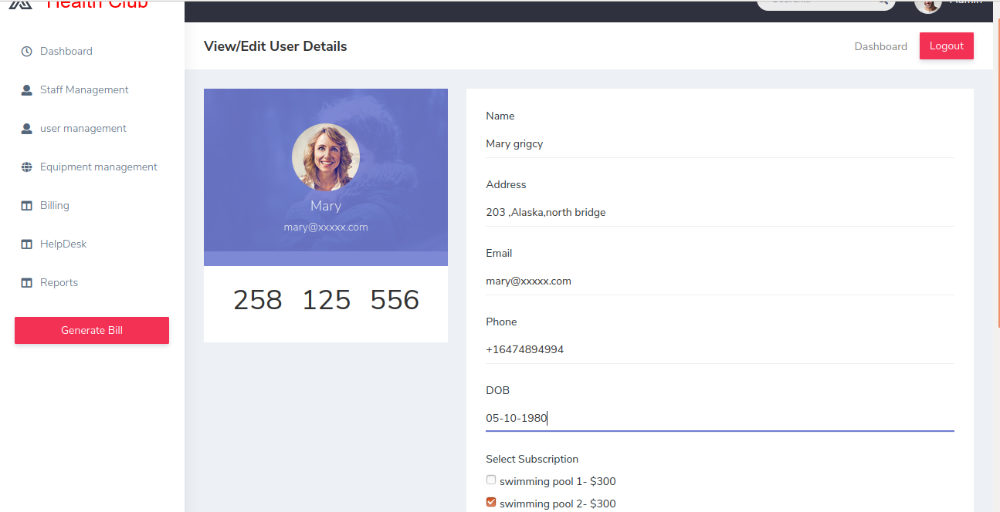 Health Club
Admin
View/Edit User Details
Dashboard
Logout
Dashboard
Staff Management
user management
Equipment management
Billing
HelpDesk
Reports
Generate Bill
Mary
mary@xxxxx.com
258 125 556
Name
Mary grigcy
Address
203 ,Alaska,north bridge
Email
mary@xxxxx.com
Phone
+16474894994
DOB
05-10-1980
Select Subscription
swimming pool 1- $300
swimming pool 2- $300